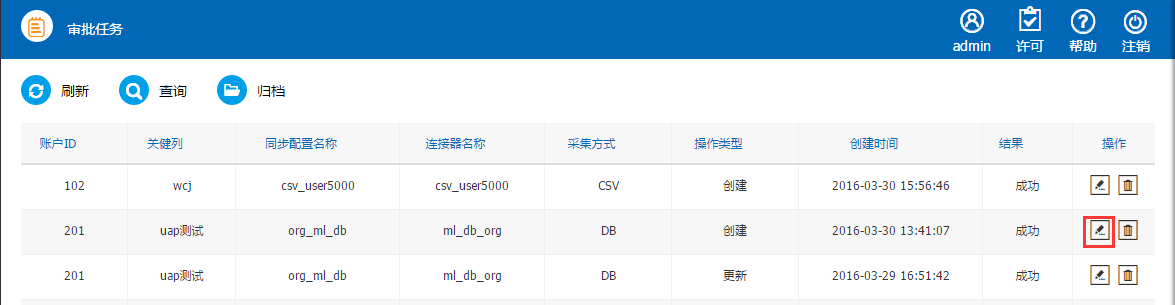 审批任务
admin 许可 帮助 注销
刷新 查询 归档
账户ID 关键列 同步配置名称 连接器名称 采集方式 操作类型 创建时间 结果 操作
102 wcj csv_user5000 csv_user5000 CSV 创建 2016-03-30 15:56:46 成功
201 uap测试 org_ml_db ml_db_org DB 创建 2016-03-30 13:41:07 成功
201 uap测试 org_ml_db ml_db_org DB 更新 2016-03-29 16:51:42 成功